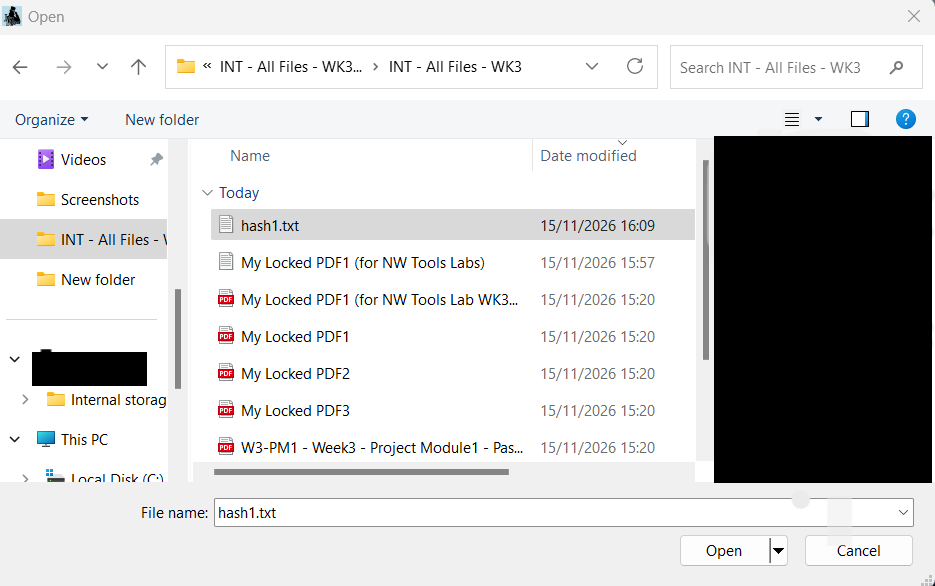 Open
« INT - All Files - WK3... › INT - All Files - WK3
Search INT - All Files - WK3
Organize
New folder
?
Videos
Screenshots
INT - All Files - W
New folder
Internal storag
This PC
Local Disk (C:)
Name Date modified
Today
hash1.txt 15/11/2026 16:09
My Locked PDF1 (for NW Tools Labs) 15/11/2026 15:57
PDF My Locked PDF1 (for NW Tools Lab WK3... 15/11/2026 15:20
PDF My Locked PDF1 15/11/2026 15:20
PDF My Locked PDF2 15/11/2026 15:20
PDF My Locked PDF3 15/11/2026 15:20
PDF W3-PM1 - Week3 - Project Module1 - Pas... 15/11/2026 15:20
File name: hash1.txt
Open
Cancel